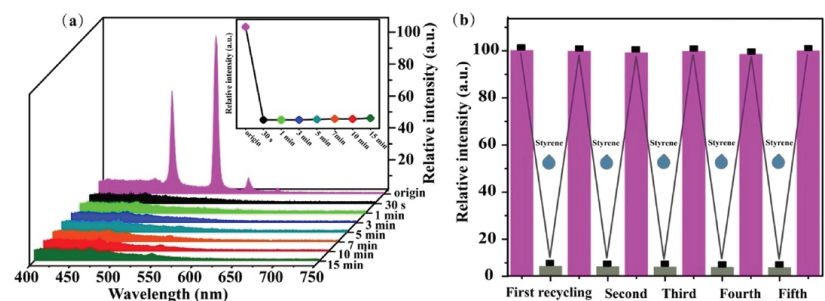 (a)
Relative intensity (a.u.)
origin
30 s
1 min
3 min
5 min
7min
10 min
15 min
100
80
60
40
20
Relative intensity (a.u.)
origin
30 s
1 min
3 min
5 min
7 min
10 min
15 min
400 450 500 550 600 650 700 750
Wavelength (nm)
(b)
Relative intensity (a.u.)
100
80
60
40
20
0
Styrene Styrene Styrene Styrene Styrene
First recycling Second Third Fourth Fifth